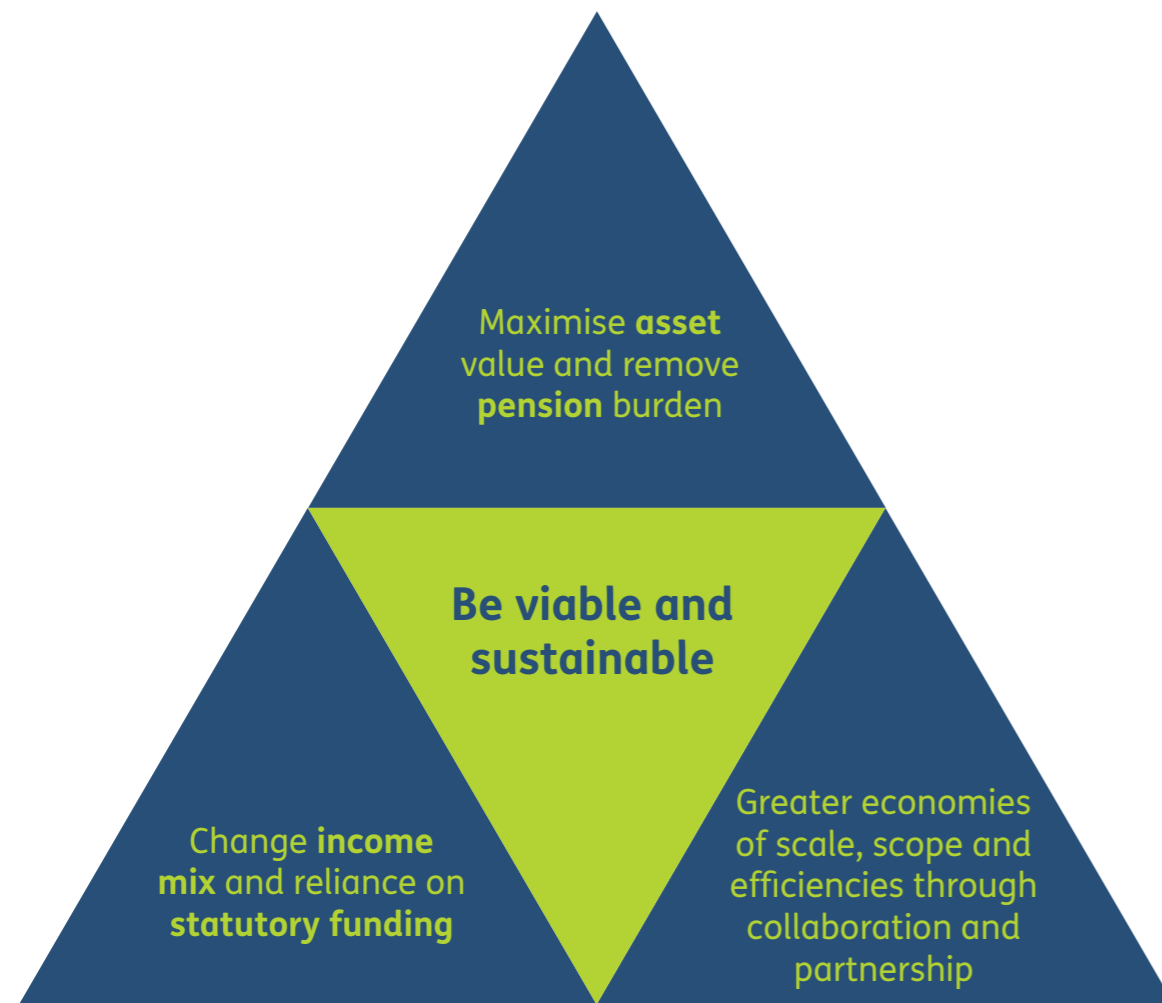 Maximise asset
value and remove
pension burden
Be viable and
sustainable
Change income
mix and reliance on
statutory funding
Greater economies
of scale, scope and
efficiencies through
collaboration and
partnership